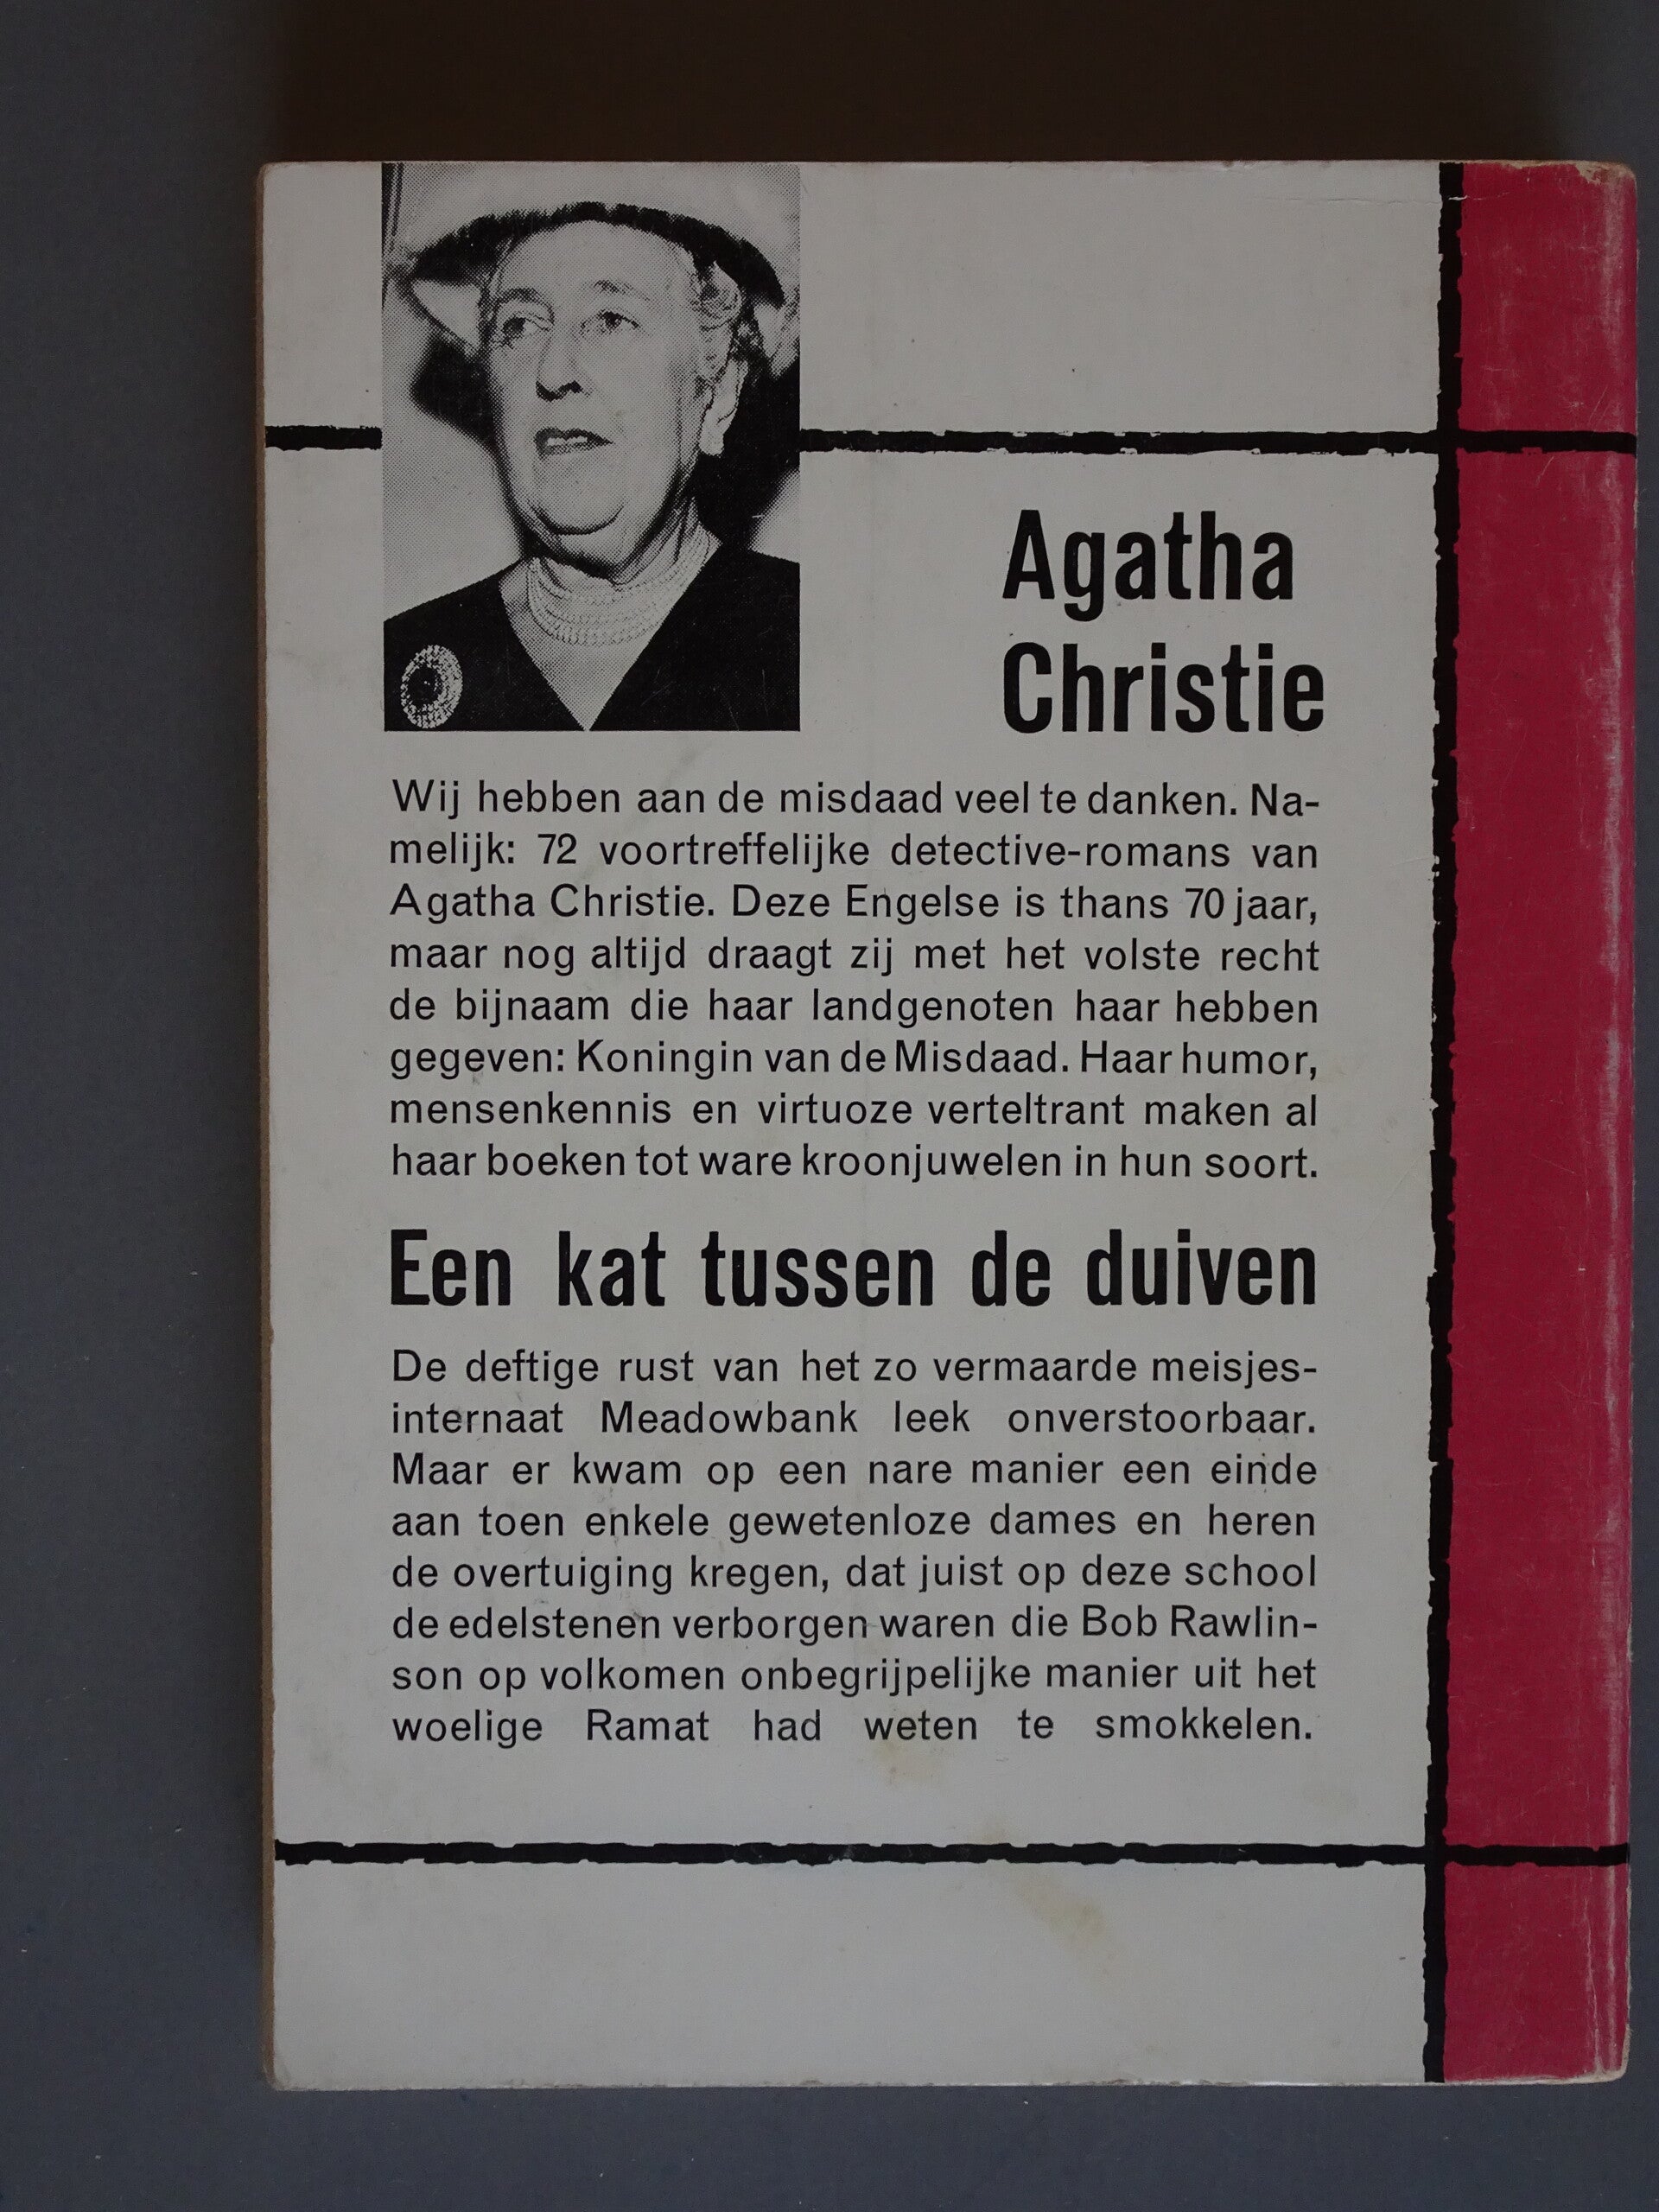 Agatha
Christie
Wij hebben aan de misdaad veel te danken. Na-
melijk: 72 voortreffelijke detective-romans van
Agatha Christie. Deze Engelse is thans 70 jaar,
maar nog altijd draagt zij met het volste recht
de bijnaam die haar landgenoten haar hebben
gegeven: Koningin van de Misdaad. Haar humor,
mensenkennis en virtuoze verteltrant maken al
haar boeken tot ware kroonjuwelen in hun soort.
Een kat tussen de duiven
De deftige rust van het zo vermaarde meisjes-
internaat Meadowbank leek onverstoorbaar.
Maar er kwam op een nare manier een einde
aan toen enkele gewetenloze dames en heren
de overtuiging kregen, dat juist op deze school
de edelstenen verborgen waren die Bob Rawlin-
son op volkomen onbegrijpelijke manier uit het
woelige Ramat had weten te smokkelen.